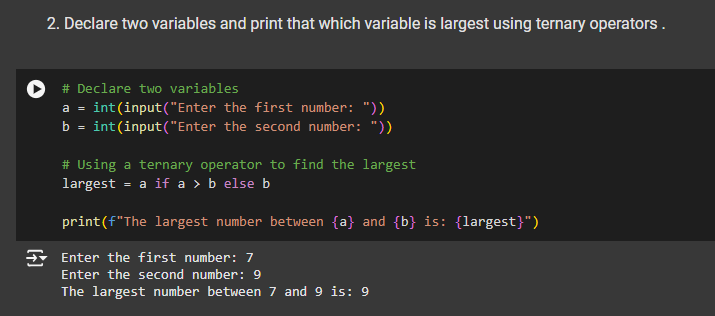 2. Declare two variables and print that which variable is largest using ternary operators .
# Declare two variables
a = int(input("Enter the first number: "))
b = int(input("Enter the second number: "))
# Using a ternary operator to find the largest
largest = a if a > b else b
print(f"The largest number between {a} and {b} is: {largest}")
Enter the first number: 7
Enter the second number: 9
The largest number between 7 and 9 is: 9